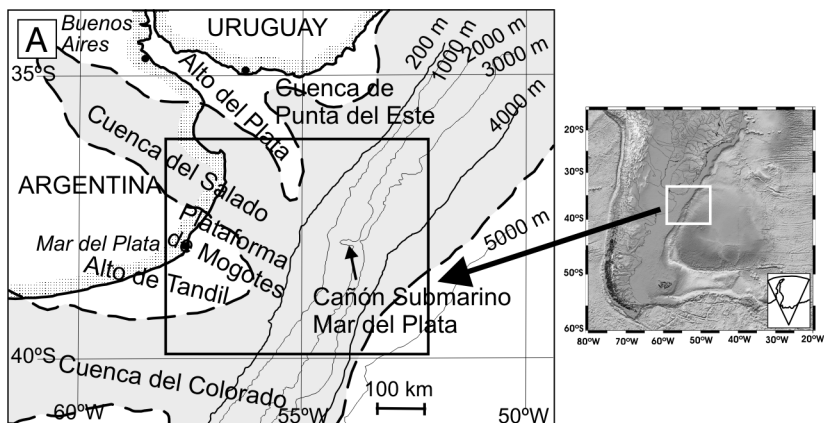 A
Buenos
Aires
URUGUAY
200 m
1000 m
2000 m
3000 m
4000 m
5000 m
35ºS
Alto del Plata
Cuenca de
Punta del Este
Cuenca del Salado
ARGENTINA
Plataforma
de Mogotes
Mar del Plata
Alto de Tandil
Cañón Submarino
Mar del Plata
40ºS
Cuenca del Colorado
100 km
60ºW
55ºW
50ºW
20ºS
30ºS
40ºS
50ºS
60ºS
80ºW
70ºW
60ºW
50ºW
40ºW
30ºW
20ºW